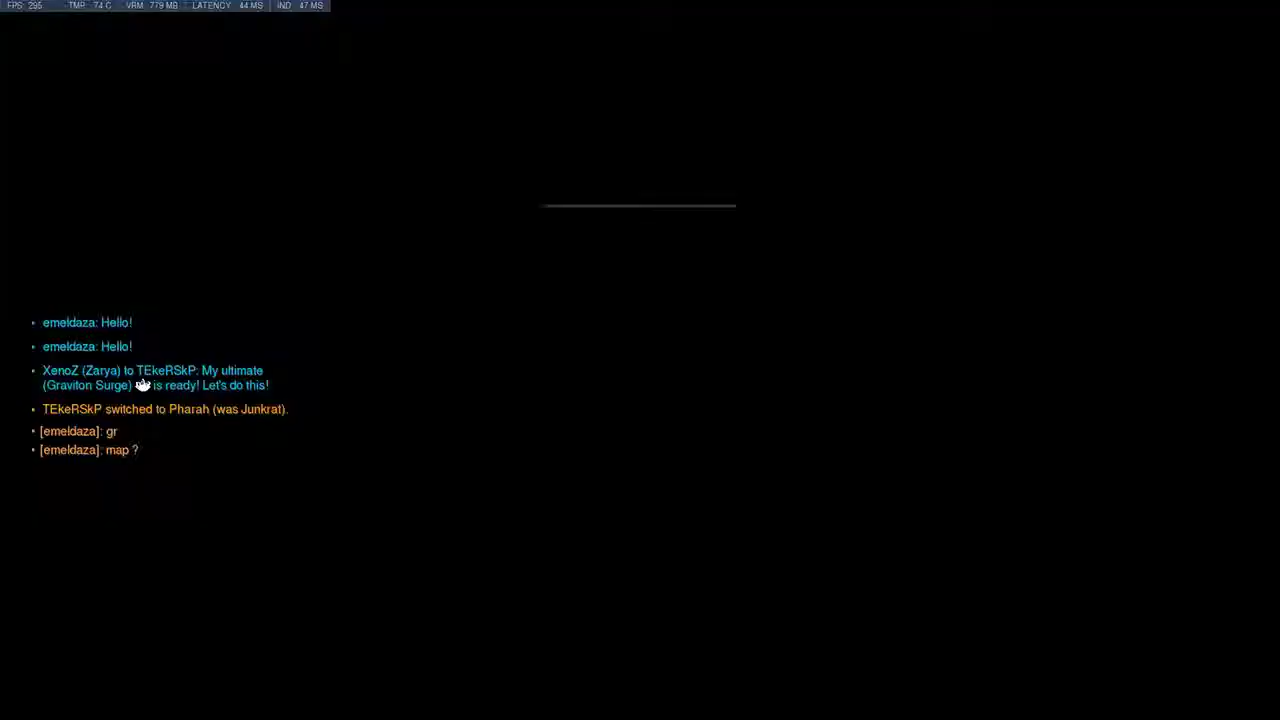 FPS: 295 · TMP: 74 C · VRM: 779 MB LATENCY: 44 MS IND: 47 MS
• emeldaza: Hello!
• emeldaza: Hello!
• XenoZ (Zarya) to TEkeRSkP: My ultimate
(Graviton Surge) is ready! Let's do this!
• TEkeRSkP switched to Pharah (was Junkrat).
• [emeldaza]: gr
• [emeldaza]: map ?